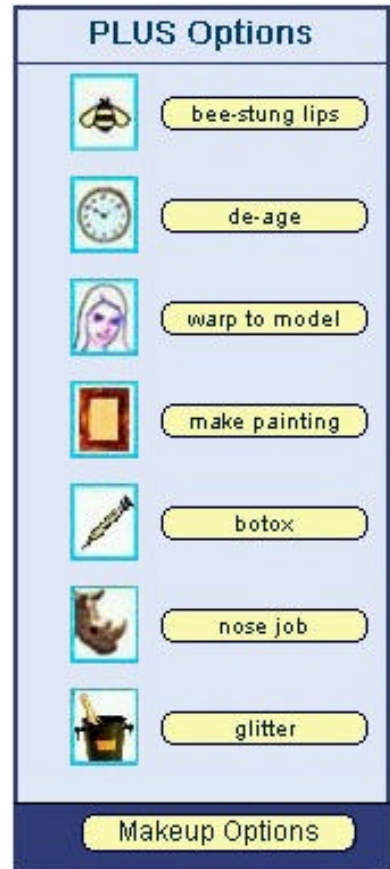 PLUS Options
bee-stung lips
de-age
warp to model
make painting
botox
nose job
glitter
Makeup Options